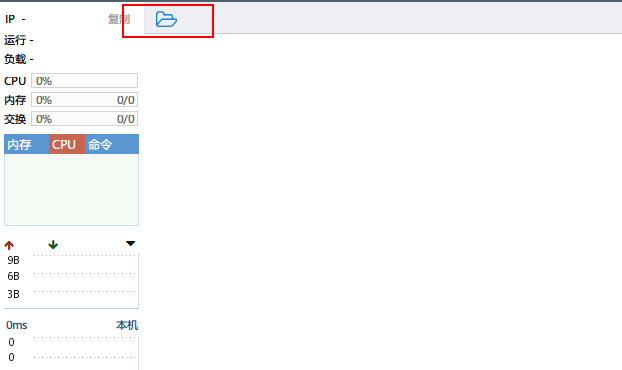 IP - 复制
运行 -
负载 -
CPU 0%
内存 0% 0/0
交换 0% 0/0
内存 CPU 命令
9B
6B
3B
0ms 本机
0
0